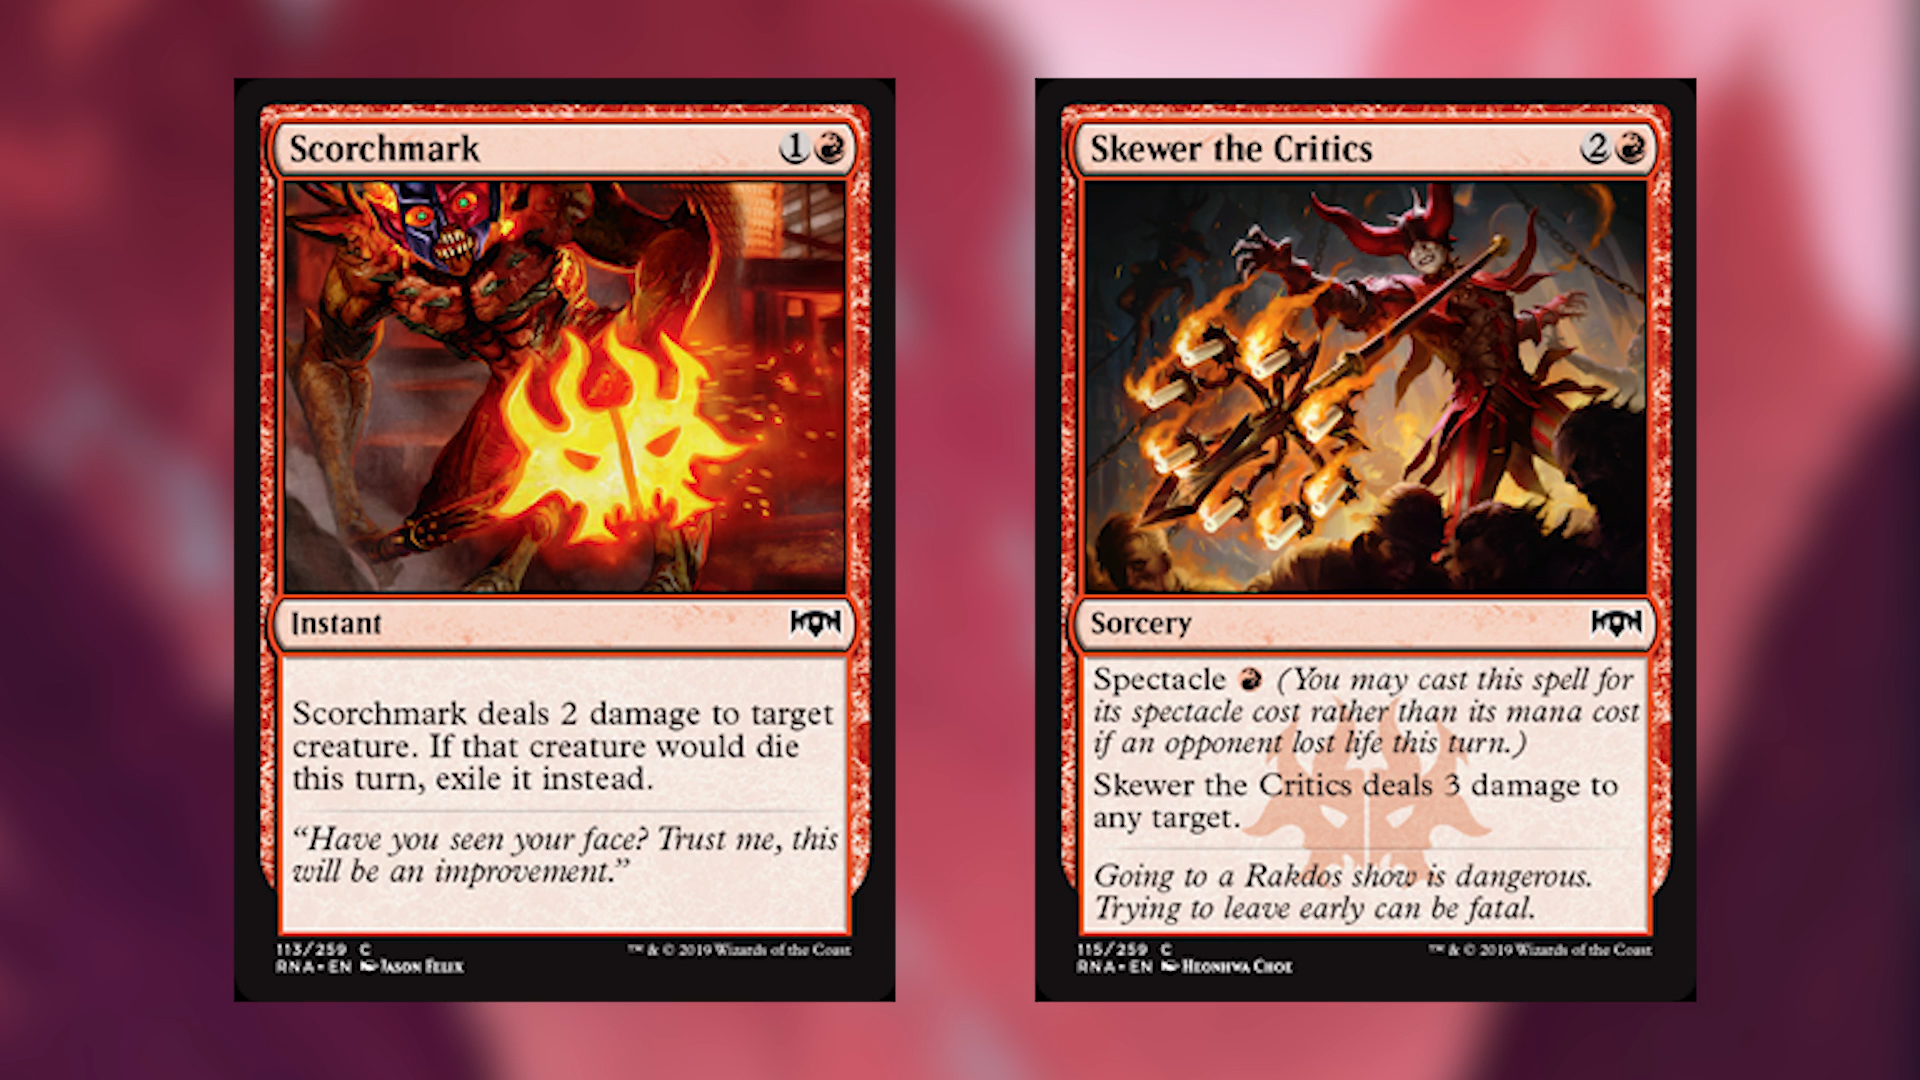 Scorchmark 1
Instant
Scorchmark deals 2 damage to target
creature. If that creature would die
this turn, exile it instead.
“Have you seen your face? Trust me, this
will be an improvement.”
113/259 C
™ & © 2019 Wizards of the Coast
RNA • EN Jason Felix
Skewer the Critics 2
Sorcery
Spectacle (You may cast this spell for
its spectacle cost rather than its mana cost
if an opponent lost life this turn.)
Skewer the Critics deals 3 damage to
any target.
Going to a Rakdos show is dangerous.
Trying to leave early can be fatal.
115/259 C
™ & © 2019 Wizards of the Coast
RNA • EN Heonhwa Choe